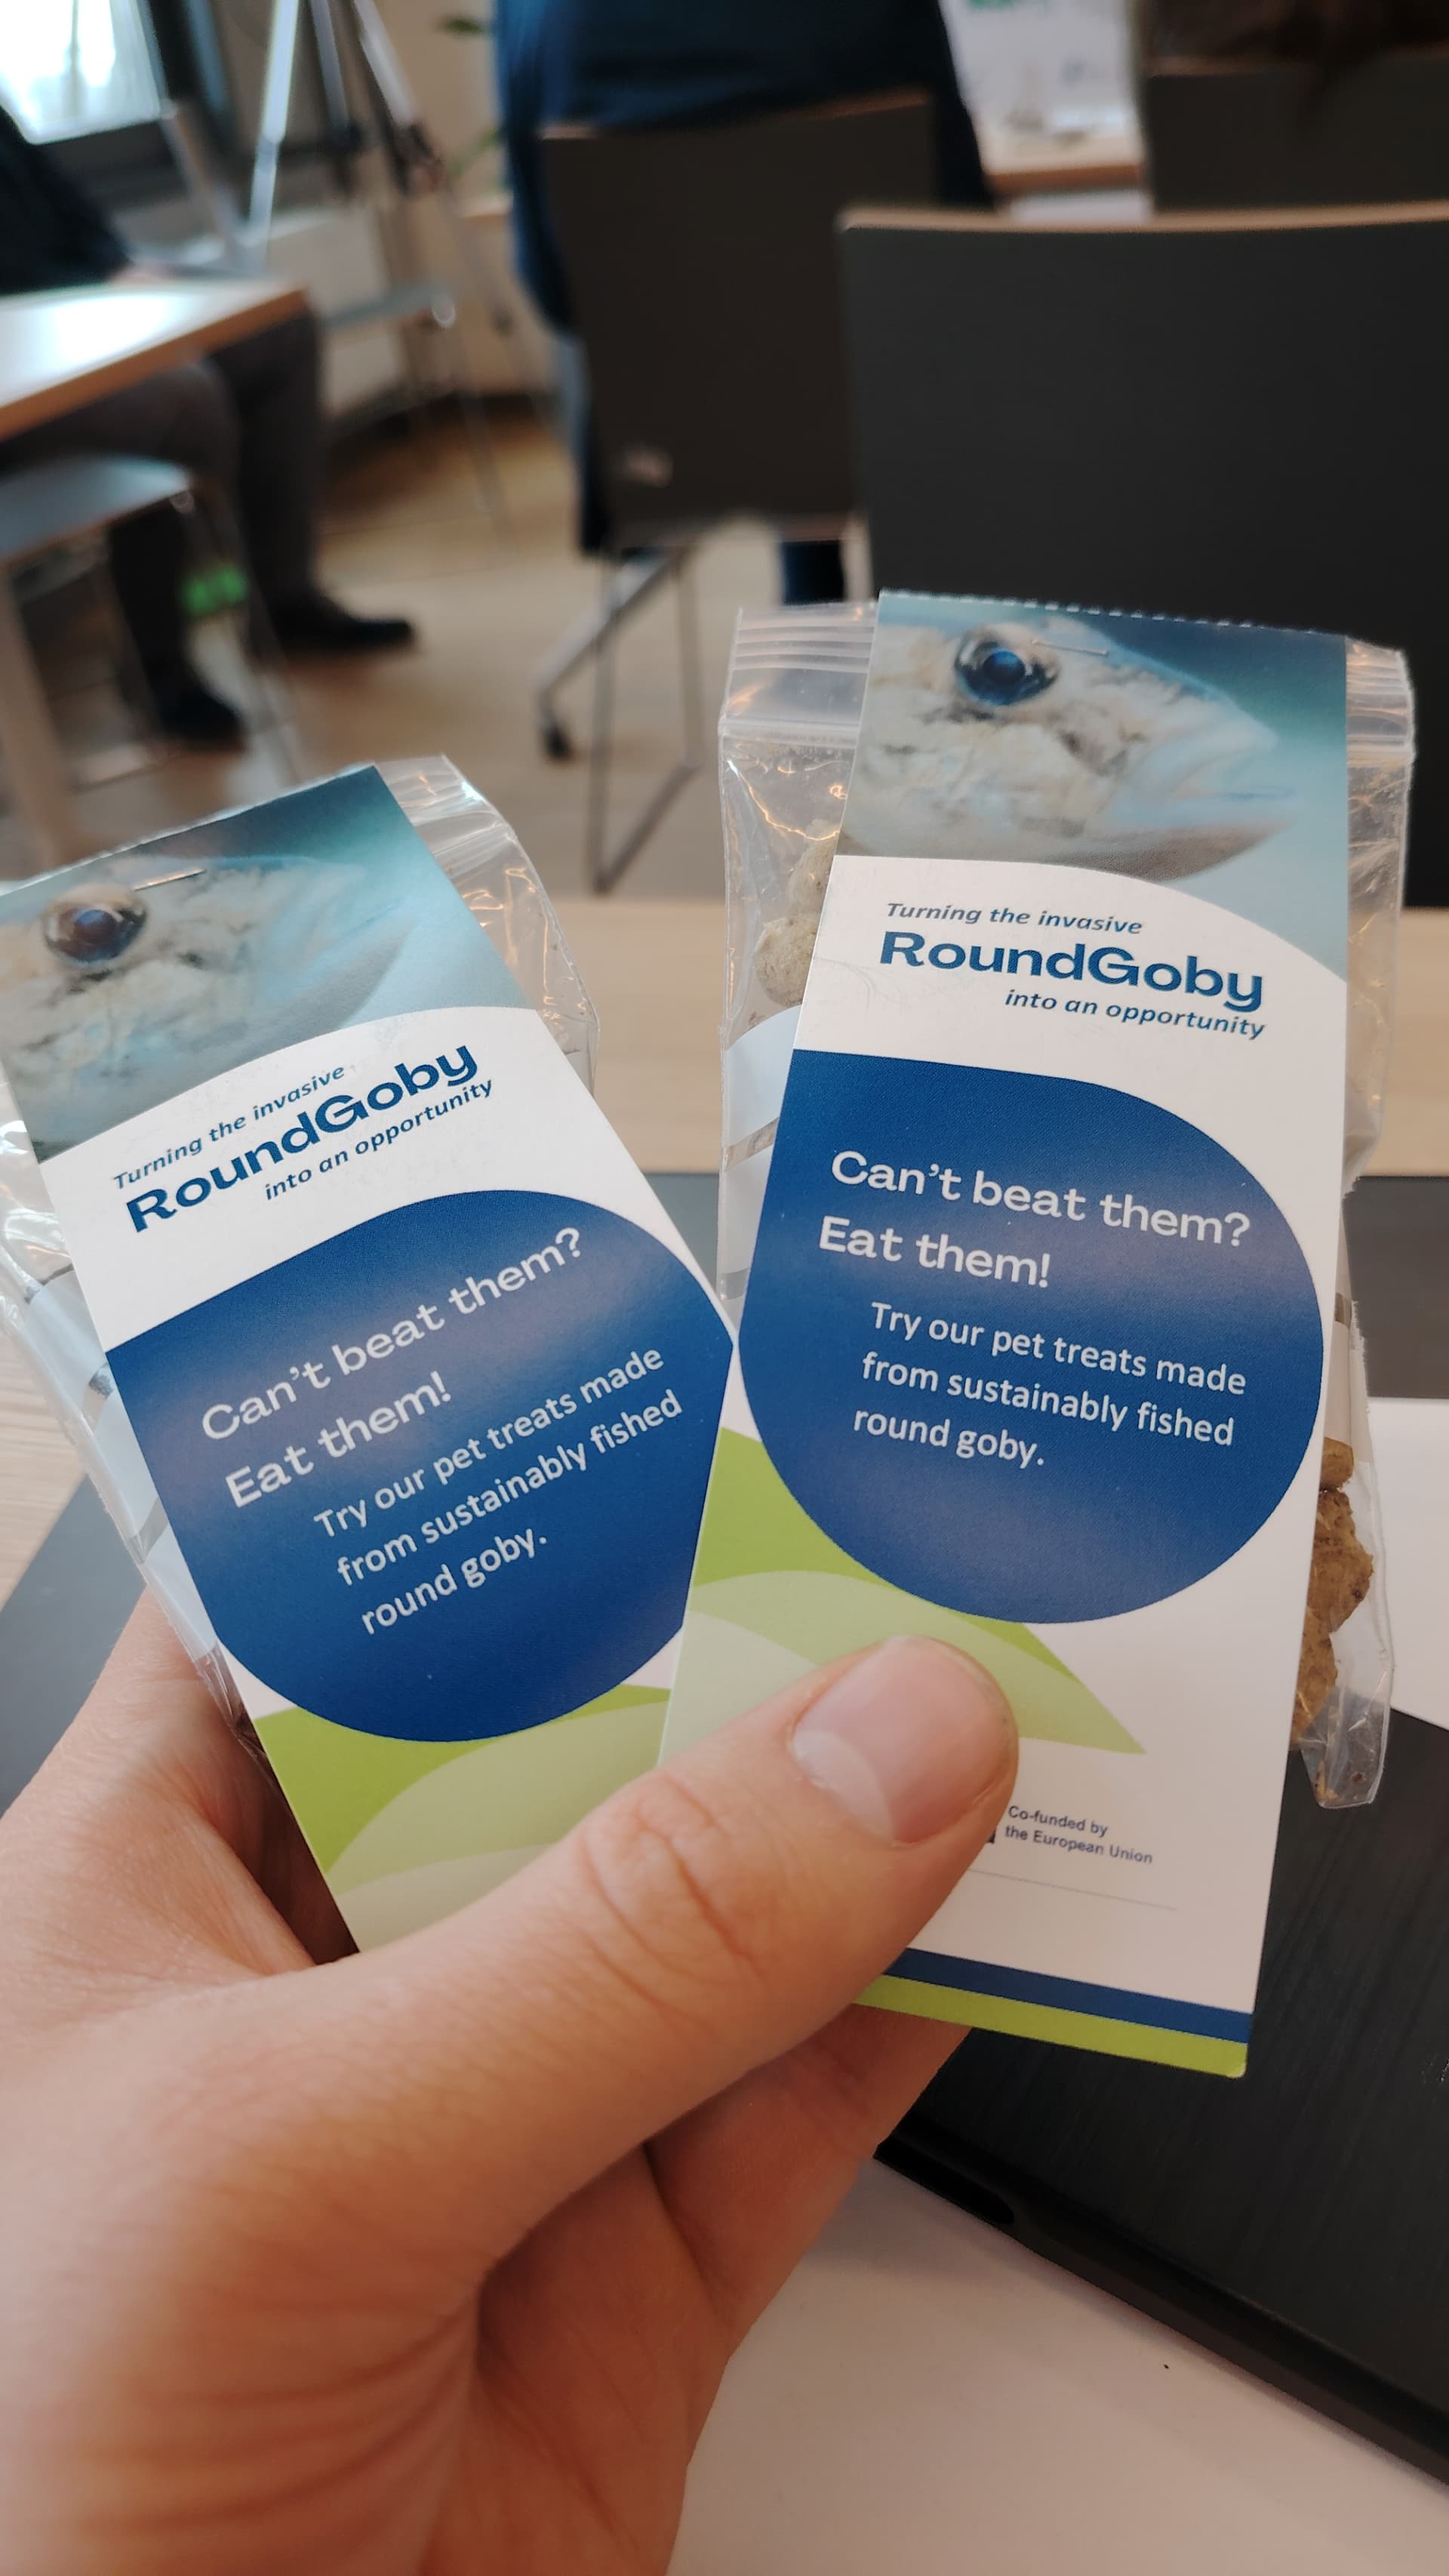 Turning the invasive
RoundGoby
into an opportunity
Can't beat them?
Eat them!
Try our pet treats made
from sustainably fished
round goby.
Turning the invasive
RoundGoby
into an opportunity
Can't beat them?
Eat them!
Try our pet treats made
from sustainably fished
round goby.
Co-funded by
the European Union